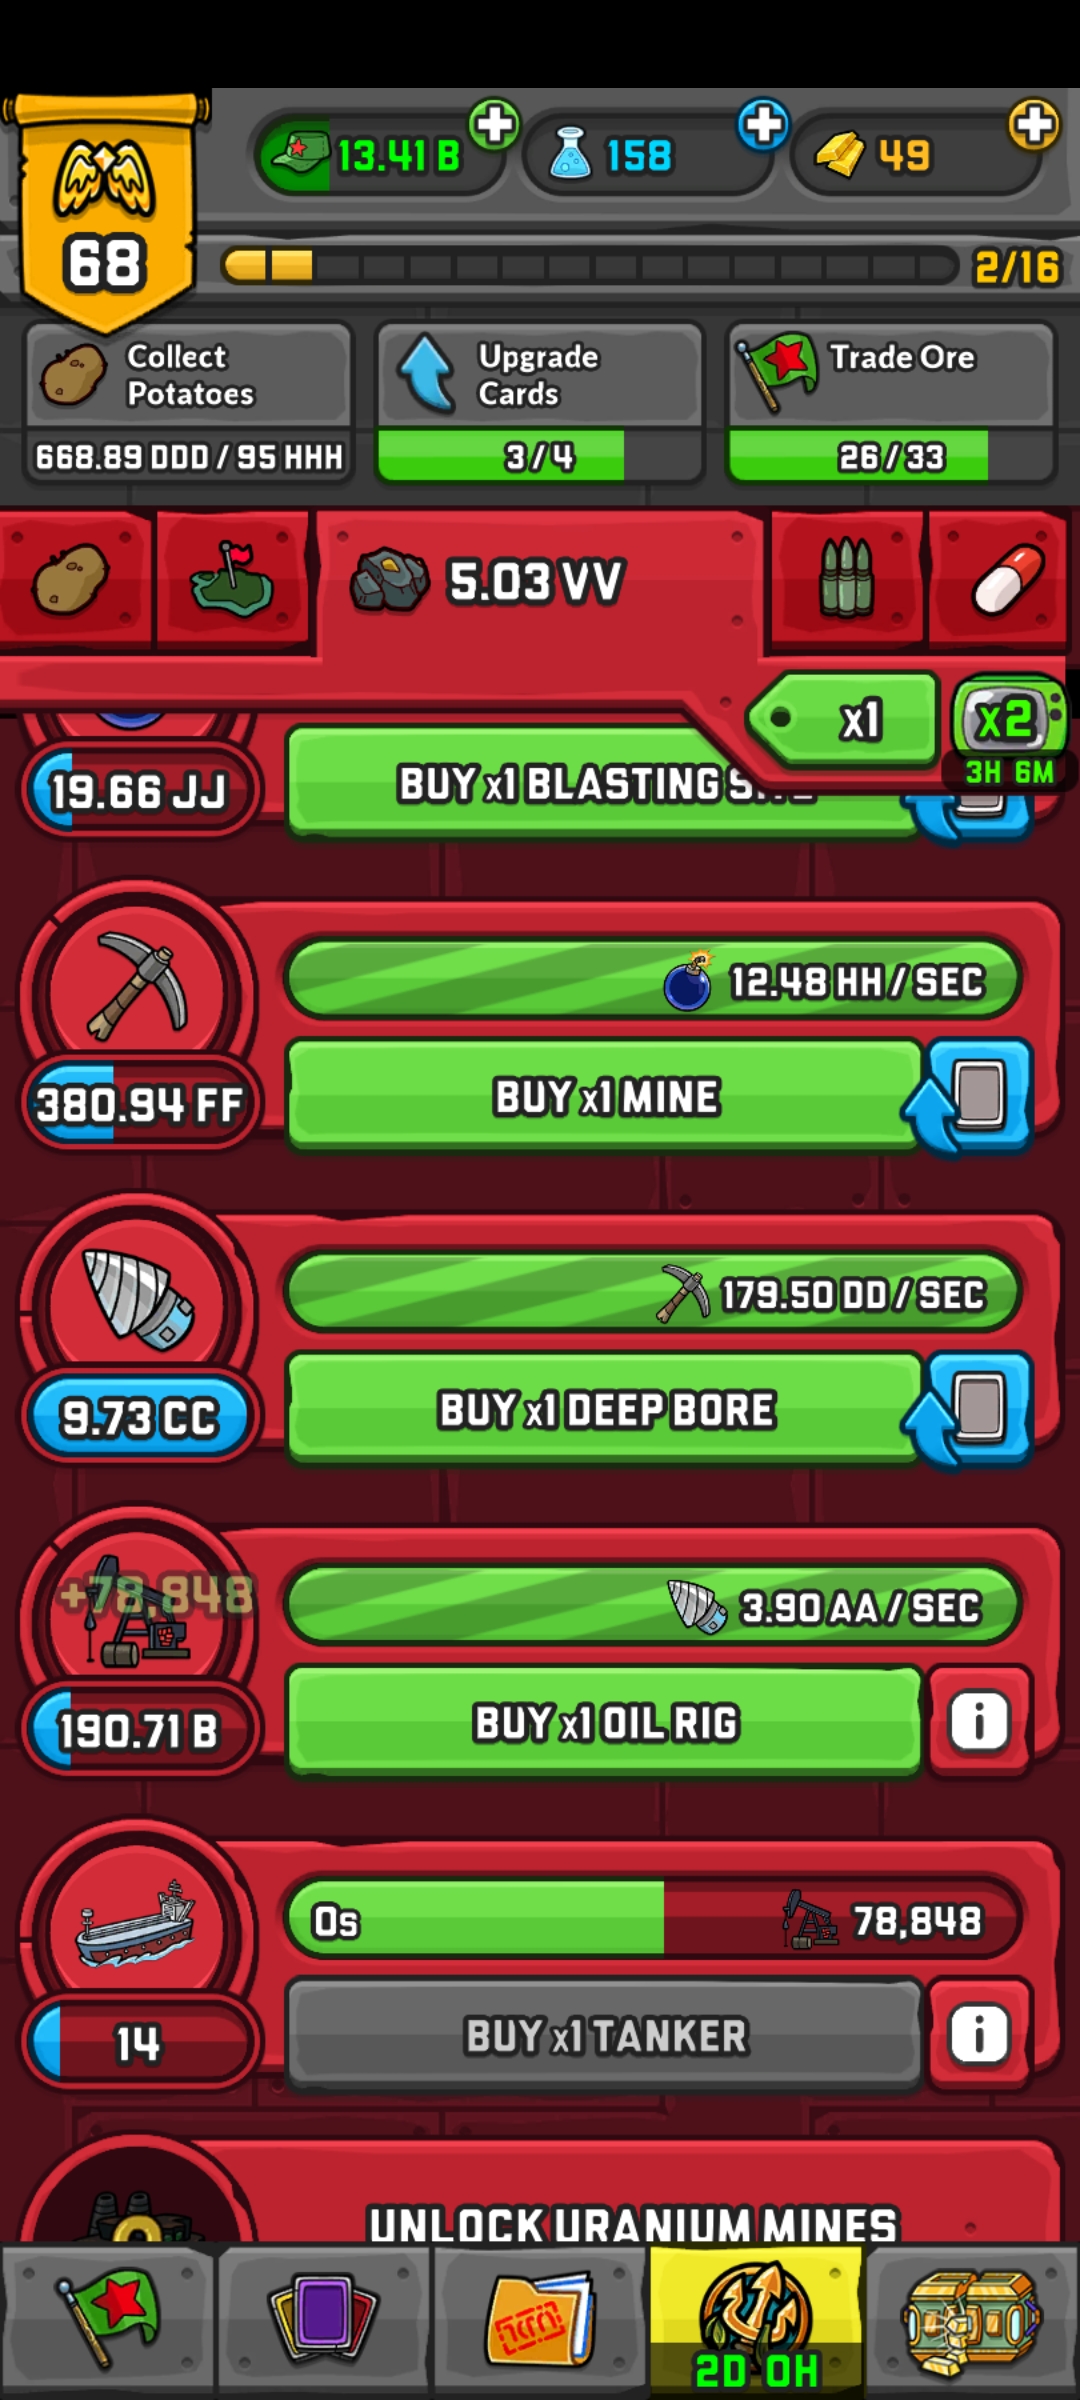 13.41 B
158
49
68
2/16
Collect
Potatoes
668.89 DDD / 95 HHH
Upgrade
Cards
3/4
Trade Ore
26/33
5.03 VV
x1
x2
3H 6M
19.66 JJ
BUY x1 BLASTING
12.48 HH / SEC
380.94 FF
BUY x1 MINE
179.50 DD / SEC
9.73 CC
BUY x1 DEEP BORE
+78,848
3.90 AA / SEC
190.71 B
BUY x1 OIL RIG
i
0s
78,848
14
BUY x1 TANKER
i
UNLOCK URANIUM MINES
2D 0H